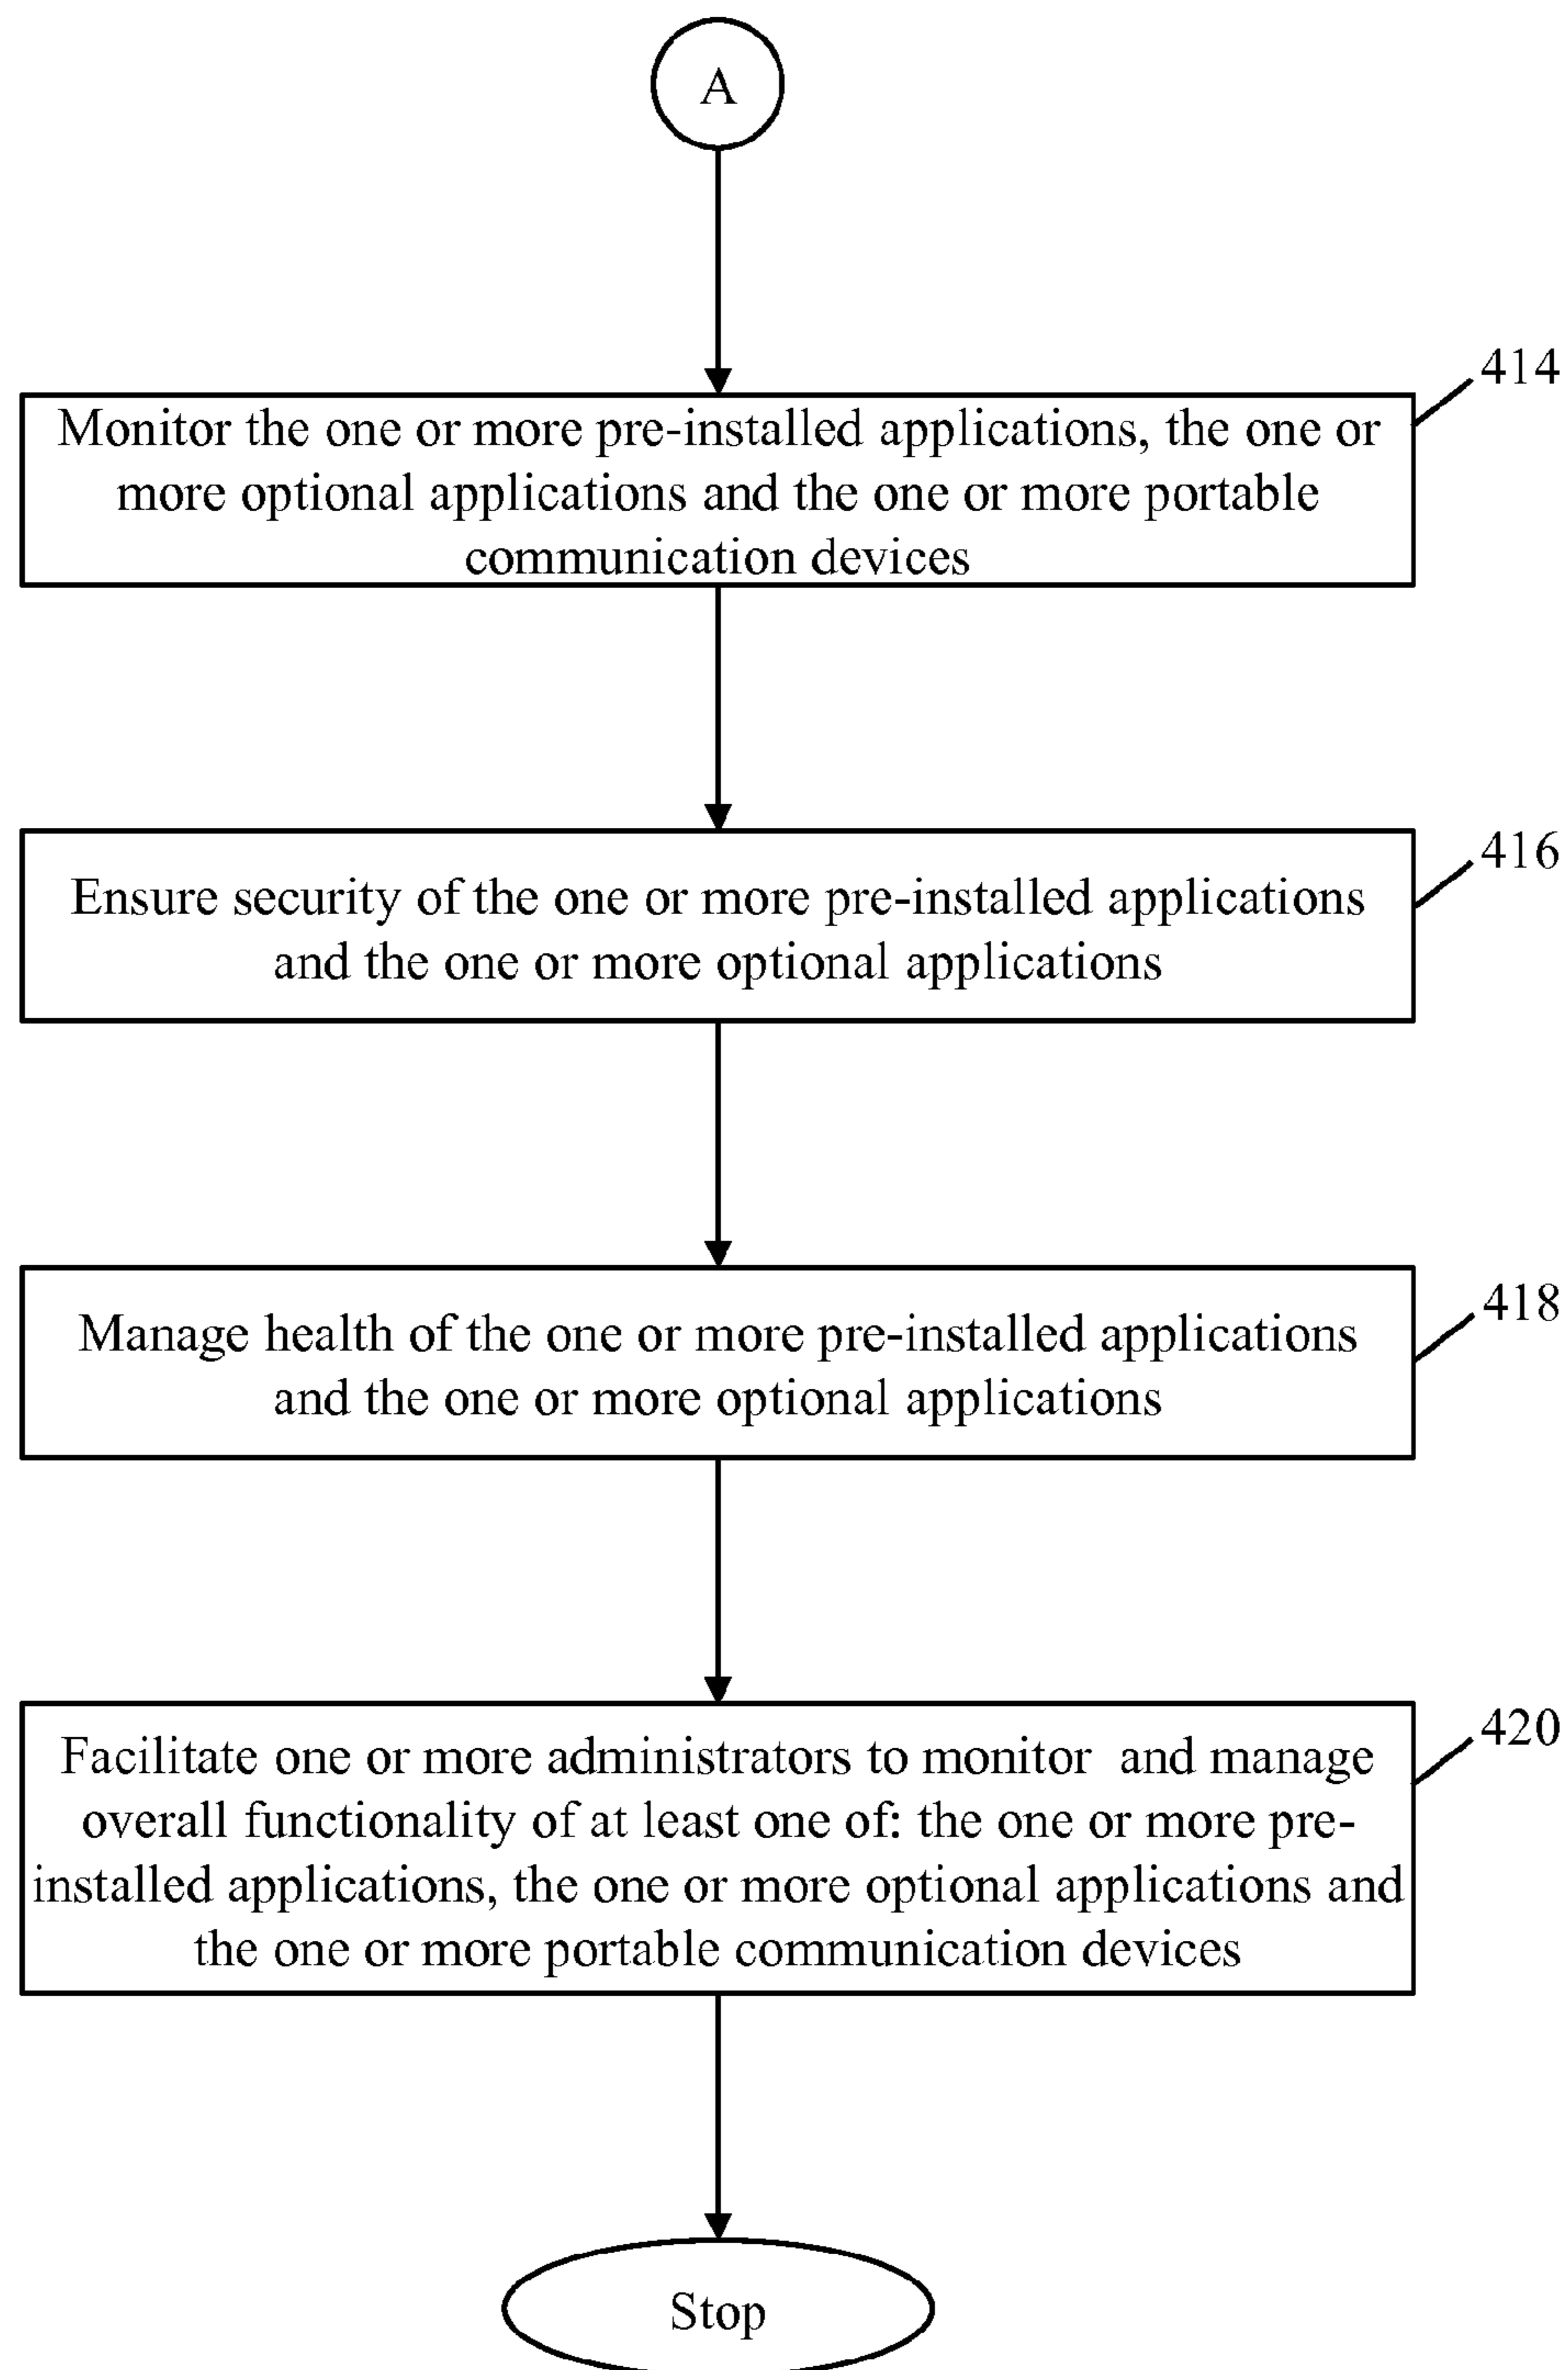 A
414
Monitor the one or more pre-installed applications, the one or
more optional applications and the one or more portable
communication devices
416
Ensure security of the one or more pre-installed applications
and the one or more optional applications
418
Manage health of the one or more pre-installed applications
and the one or more optional applications
420
Facilitate one or more administrators to monitor  and manage
overall functionality of at least one of: the one or more pre-
installed applications, the one or more optional applications and
the one or more portable communication devices
Stop